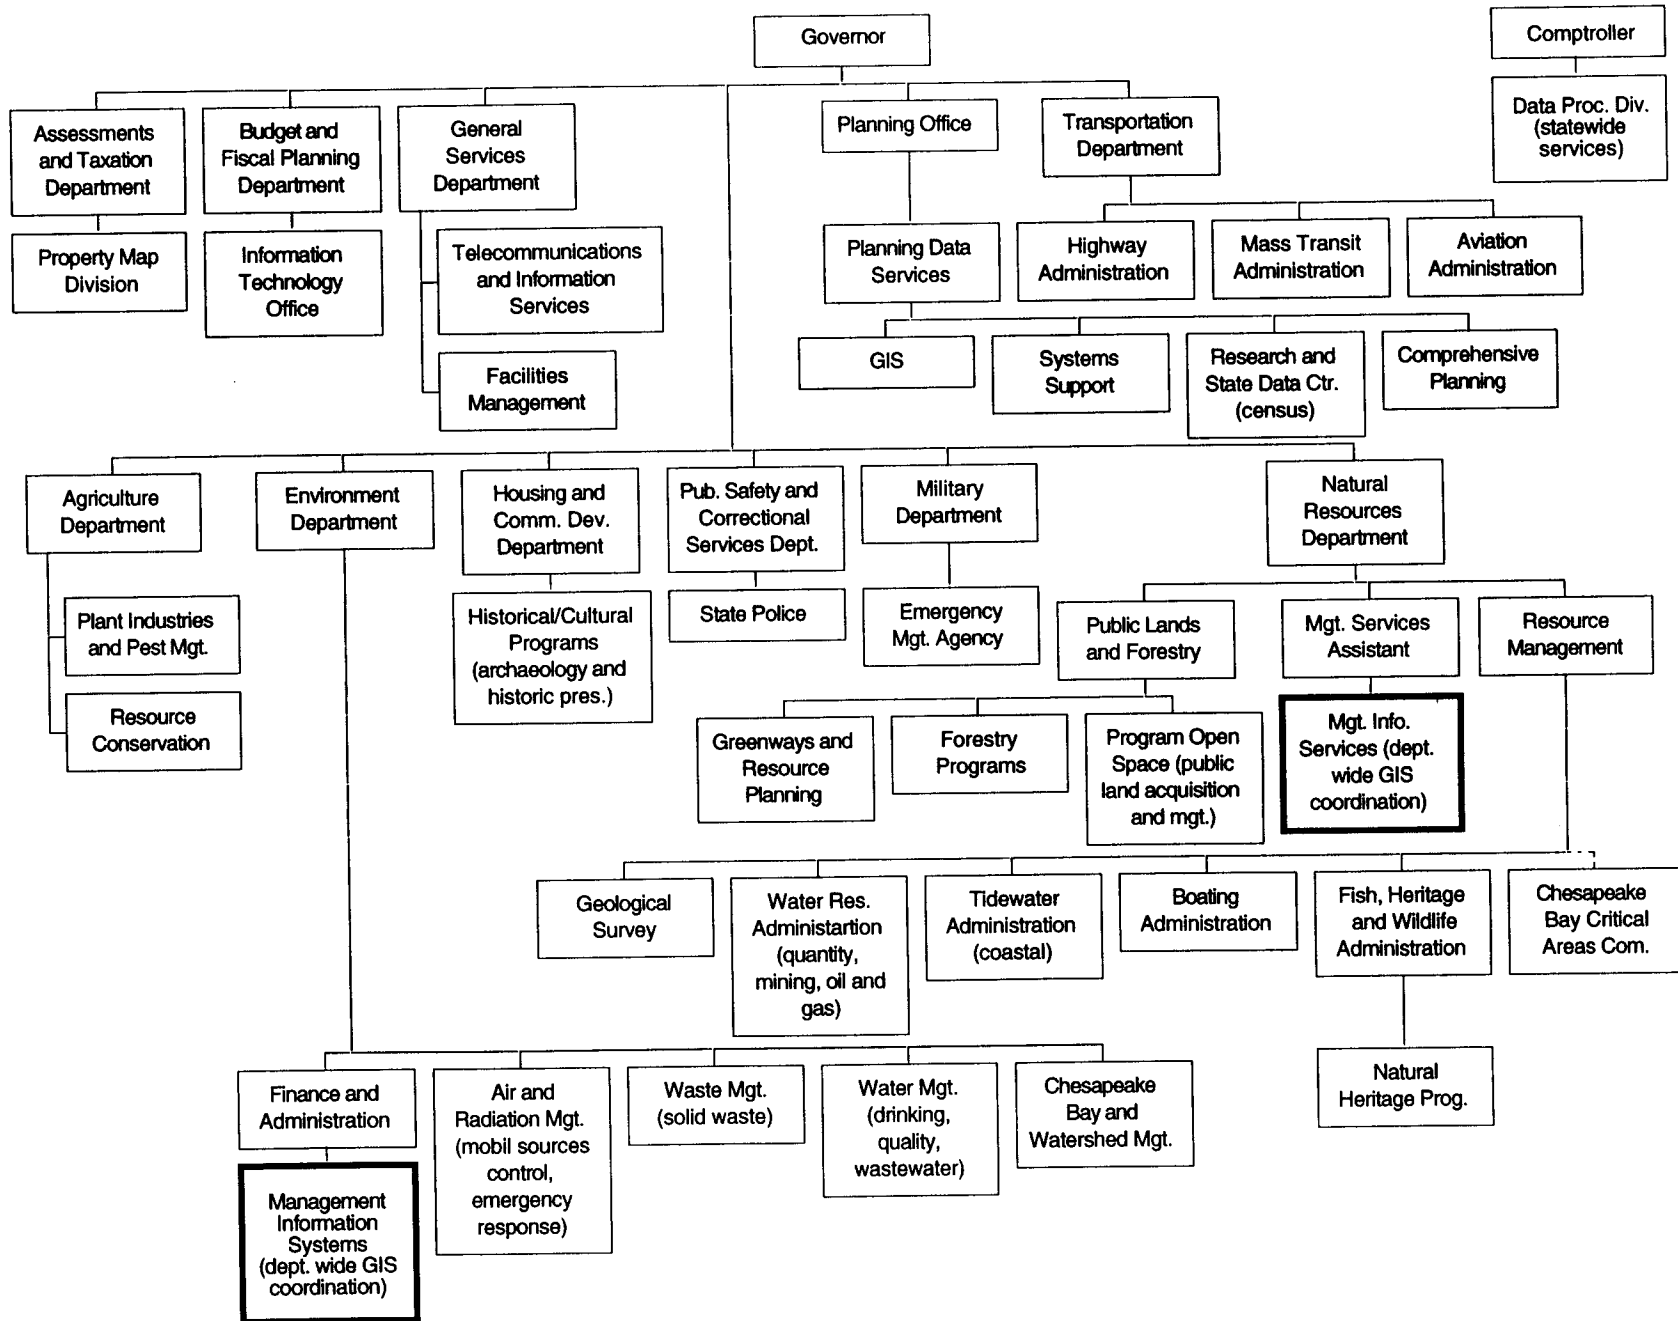 Governor
Comptroller
Assessments
and Taxation
Department
Budget and
Fiscal Planning
Department
General
Services
Department
Planning Office
Transportation
Department
Data Proc. Div.
(statewide
services)
Property Map
Division
Information
Technology
Office
Telecommunications
and Information
Services
Facilities
Management
Planning Data
Services
Highway
Administration
Mass Transit
Administration
Aviation
Administration
GIS
Systems
Support
Research and
State Data Ctr.
(census)
Comprehensive
Planning
Agriculture
Department
Environment
Department
Housing and
Comm. Dev.
Department
Pub. Safety and
Correctional
Services Dept.
Military
Department
Natural
Resources
Department
Plant Industries
and Pest Mgt.
Resource
Conservation
Historical/Cultural
Programs
(archaeology and
historic pres.)
State Police
Emergency
Mgt. Agency
Public Lands
and Forestry
Mgt. Services
Assistant
Resource
Management
Greenways and
Resource
Planning
Forestry
Programs
Program Open
Space (public
land acquisition
and mgt.)
Mgt. Info.
Services (dept.
wide GIS
coordination)
Geological
Survey
Water Res.
Administartion
(quantity,
mining, oil and
gas)
Tidewater
Administration
(coastal)
Boating
Administration
Fish, Heritage
and Wildlife
Administration
Chesapeake
Bay Critical
Areas Com.
Natural
Heritage Prog.
Finance and
Administration
Air and
Radiation Mgt.
(mobil sources
control,
emergency
response)
Waste Mgt.
(solid waste)
Water Mgt.
(drinking,
quality,
wastewater)
Chesapeake
Bay and
Watershed Mgt.
Management
Information
Systems
(dept. wide GIS
coordination)